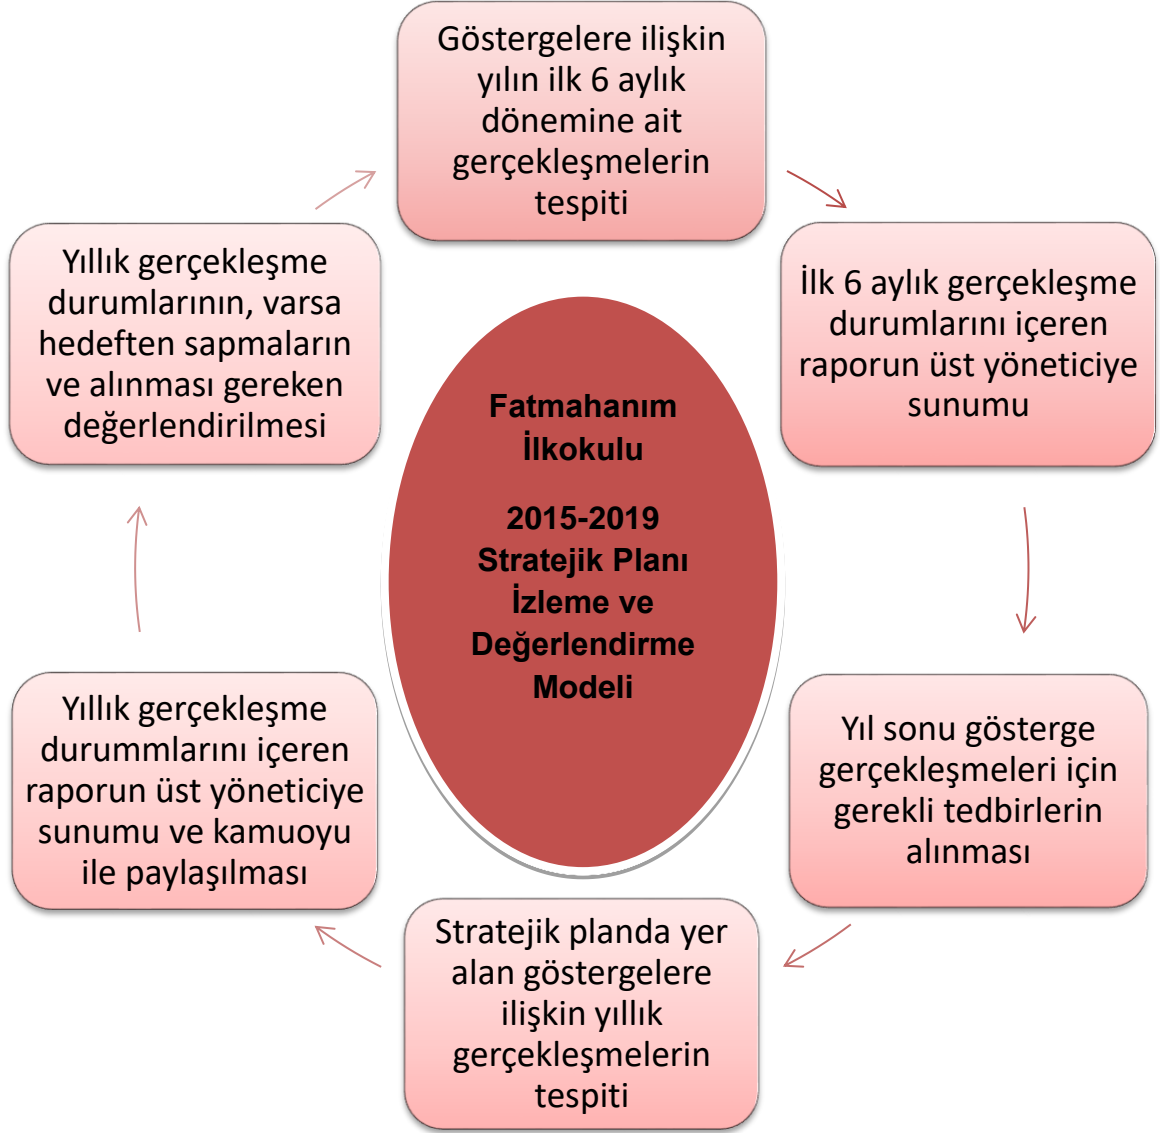 Göstergelere ilişkin
yılın ilk 6 aylık
dönemine ait
gerçekleşmelerin
tespiti
İlk 6 aylık gerçekleşme
durumlarını içeren
raporun üst yöneticiye
sunumu
Yıl sonu gösterge
gerçekleşmeleri için
gerekli tedbirlerin
alınması
Stratejik planda yer
alan göstergelere
ilişkin yıllık
gerçekleşmelerin
tespiti
Yıllık gerçekleşme
durummlarını içeren
raporun üst yöneticiye
sunumu ve kamuoyu
ile paylaşılması
Yıllık gerçekleşme
durumlarının, varsa
hedeften sapmaların
ve alınması gereken
değerlendirilmesi
Fatmahanım
İlkokulu
2015-2019
Stratejik Planı
İzleme ve
Değerlendirme
Modeli